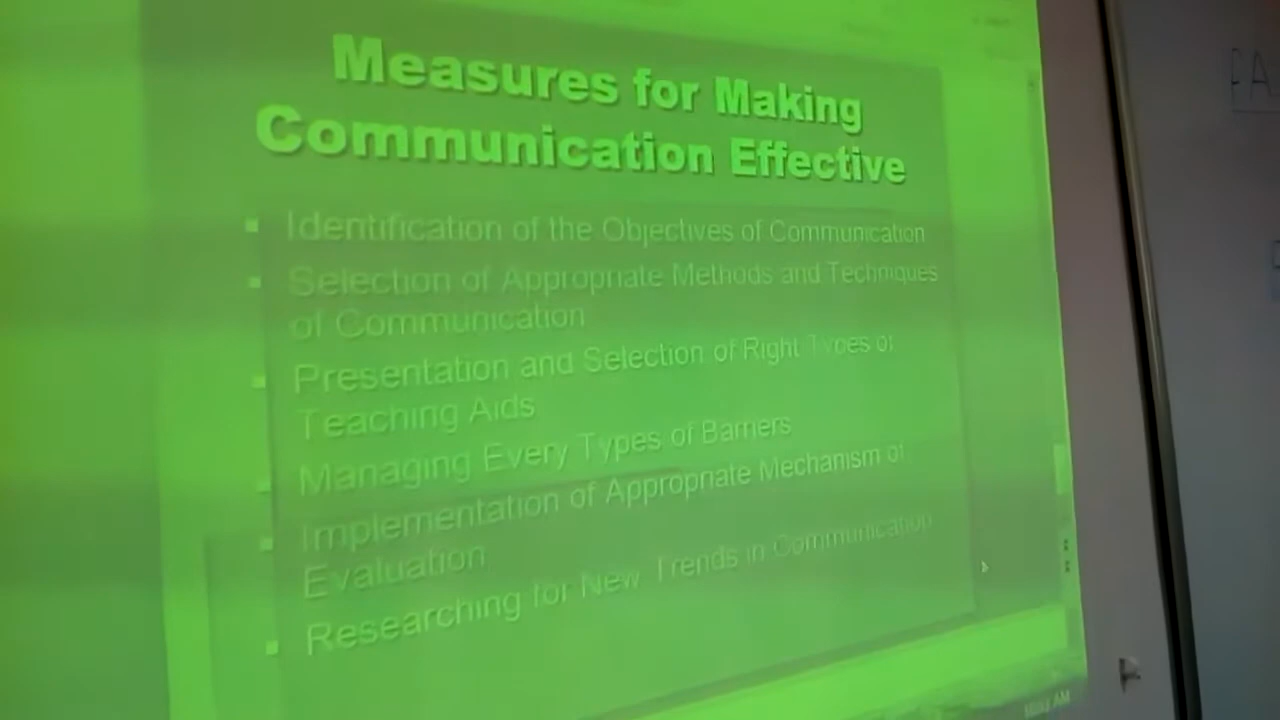 Measures for Making
Communication Effective
Identification of the Objectives of Communication
Selection of Appropriate Methods and Techniques
of Communication
Presentation and Selection of Right Types of
Teaching Aids
Managing Every Types of Barriers
Implementation of Appropriate Mechanism of
Evaluation
Researching for New Trends in Communication
AM